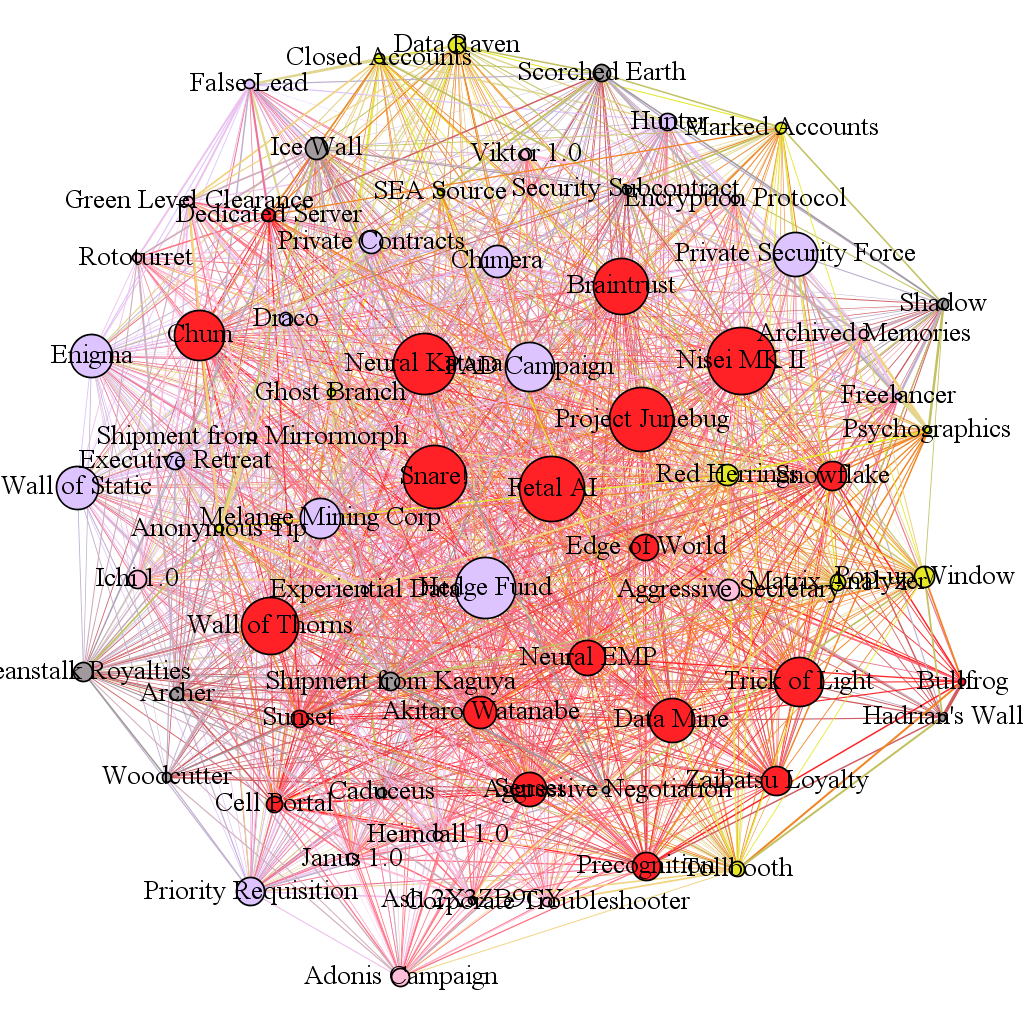 Data Raven
Closed Accounts
Scorched Earth
False Lead
Hunter
Marked Accounts
Ice Wall
Viktor 1.0
SEA Source
Security Subcontract
Green Level Clearance
Encryption Protocol
Dedicated Server
Private Contracts
Private Security Force
Rototurret
Chimera
Braintrust
Shadow
Draco
Chum
Archived Memories
Enigma
Neural Katana
PAD Campaign
Nisei MK II
Ghost Branch
Freelancer
Project Junebug
Psychographics
Shipment from Mirrormorph
Executive Retreat
Snare!
Red Herrings
Snowflake
Wall of Static
Fetal AI
Melange Mining Corp
Anonymous Tip
Edge of World
Ichi 1.0
Pop-up Window
Matrix Analyzer
Experiential Data
Hedge Fund
Aggressive Secretary
Wall of Thorns
Neural EMP
eanstalk Royalties
Shipment from Kaguya
Trick of Light
Bullfrog
Archer
Akitaro Watanabe
Sunset
Data Mine
Hadrian's Wall
Woodcutter
Zaibatsu Loyalty
Caduceus
Sensei
Aggressive Negotiation
Cell Portal
Heimdall 1.0
Janus 1.0
Precognition
Tollbooth
Priority Requisition
Ash 2X3ZB9CY
Corporate Troubleshooter
Adonis Campaign